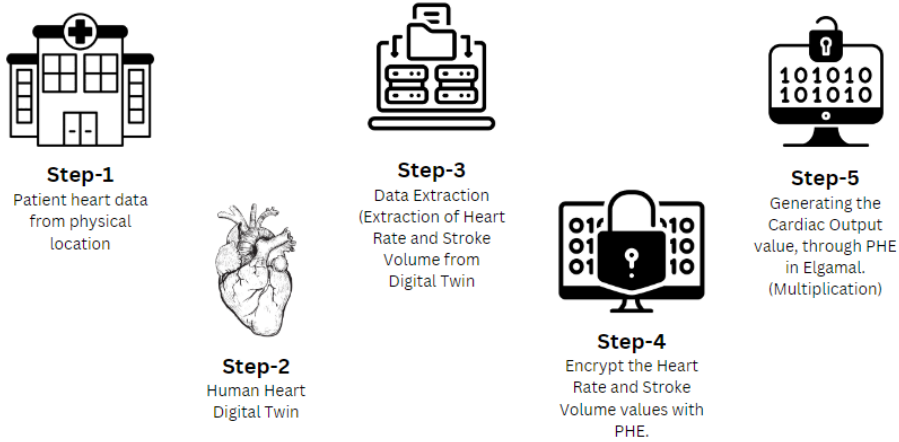 Step-1
Patient heart data
from physical
location
Step-2
Human Heart
Digital Twin
Step-3
Data Extraction
(Extraction of Heart
Rate and Stroke
Volume from
Digital Twin
010
01
01
10
10
Step-4
Encrypt the Heart
Rate and Stroke
Volume values with
PHE.
101010
101010
Step-5
Generating the
Cardiac Output
value, through PHE
in Elgamal.
(Multiplication)